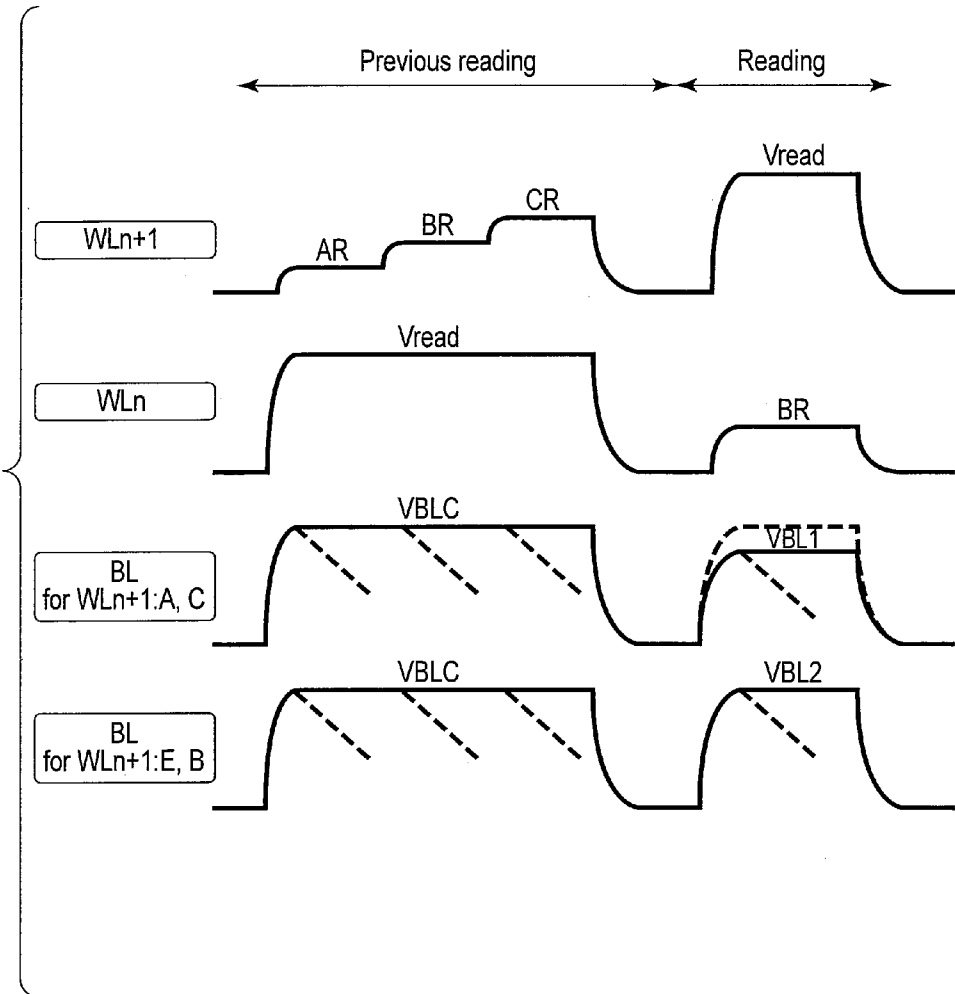 Previous reading
Reading
Vread
CR
BR
AR
WLn+1
Vread
WLn
BR
VBLC
VBL1
BL
for WLn+1:A, C
VBLC
VBL2
BL
for WLn+1:E, B